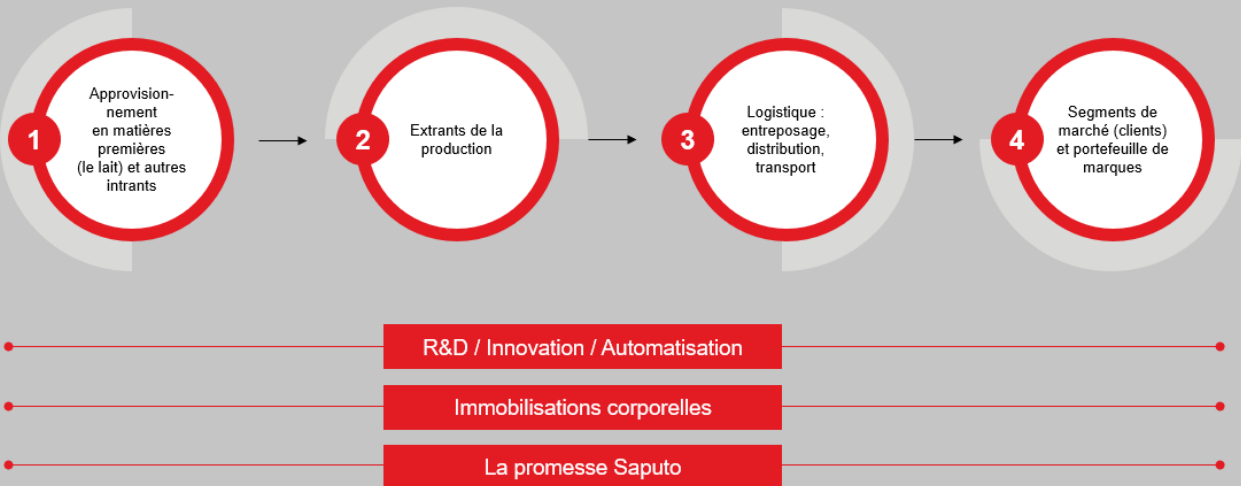 1
Approvision-
nement
en matières
premières
(le lait) et autres
intrants
2
Extrants de la
production
3
Logistique :
entreposage,
distribution,
transport
4
Segments de
marché (clients)
et portefeuille de
marques
R&D / Innovation / Automatisation
Immobilisations corporelles
La promesse Saputo